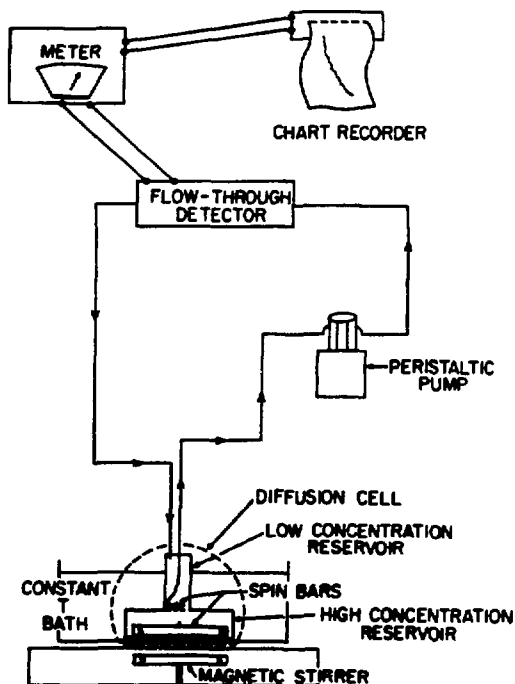 METER
CHART RECORDER
FLOW-THROUGH
DETECTOR
PERISTALTIC
PUMP
DIFFUSION CELL
LOW CONCENTRATION
RESERVOIR
CONSTANT
T
BATH
SPIN BARS
HIGH CONCENTRATION
RESERVOIR
MAGNETIC STIRRER